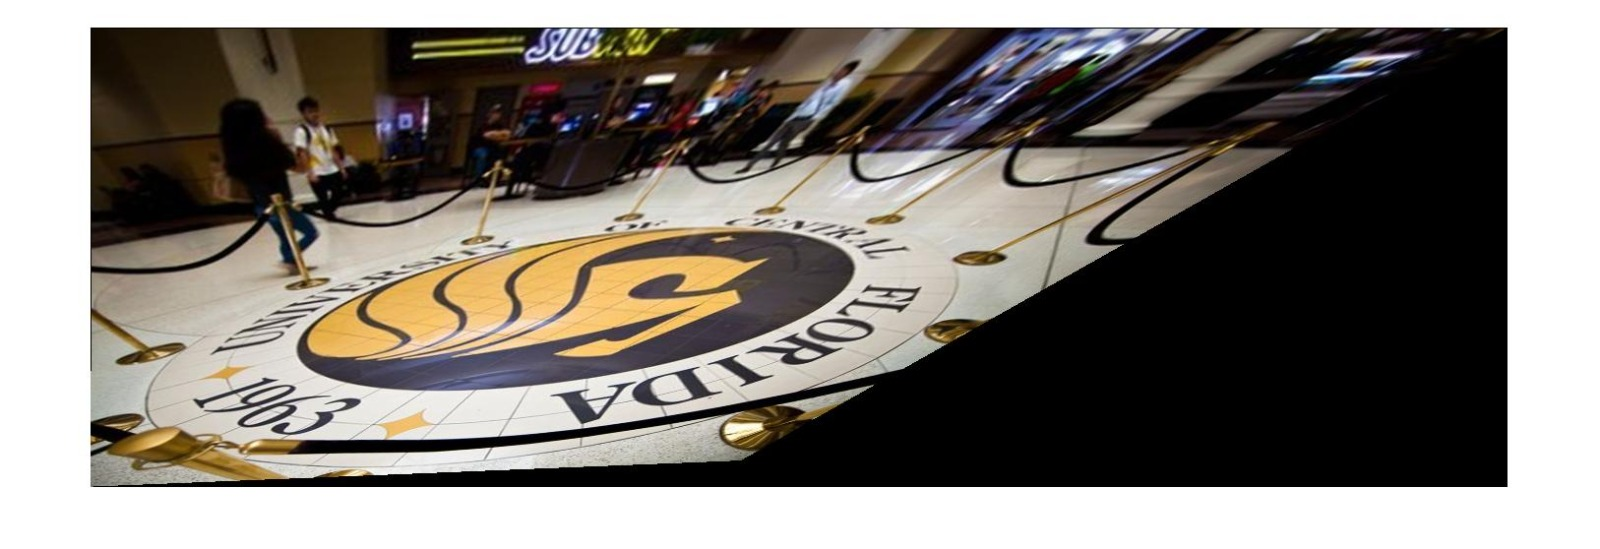 SUBWAY
UNIVERSITY OF CENTRAL FLORIDA
1963